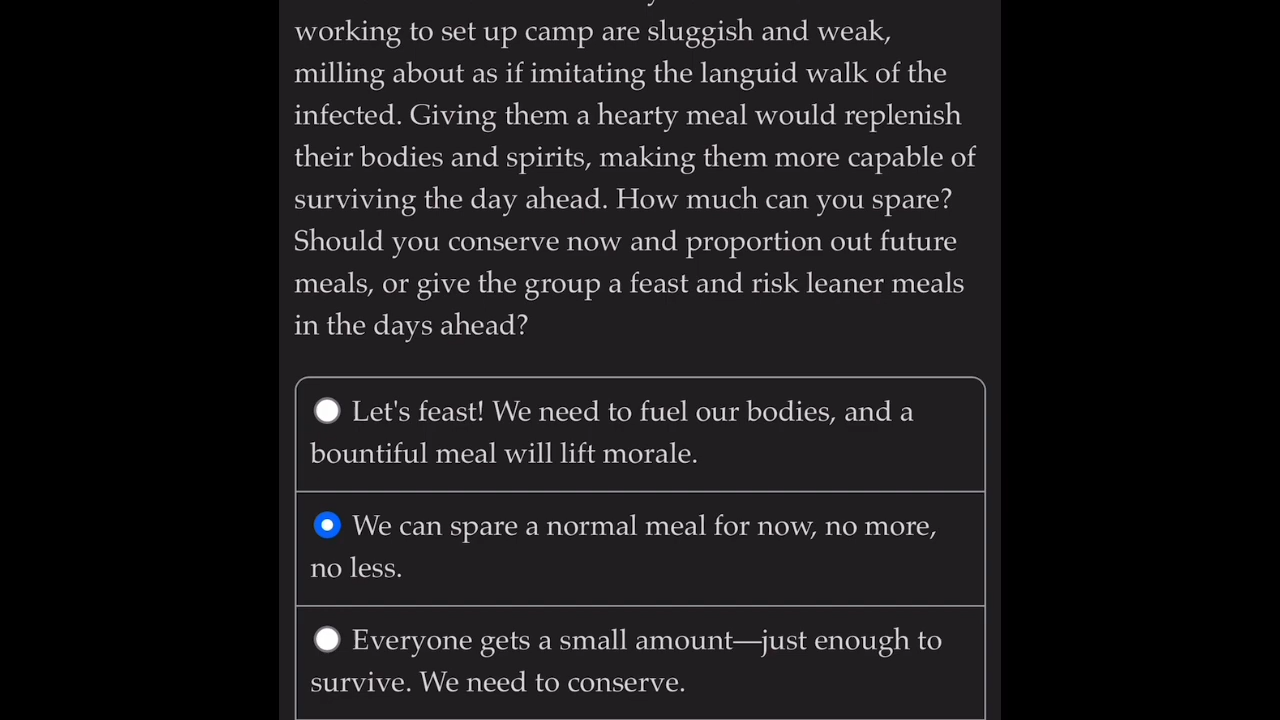 working to set up camp are sluggish and weak,
milling about as if imitating the languid walk of the
infected. Giving them a hearty meal would replenish
their bodies and spirits, making them more capable of
surviving the day ahead. How much can you spare?
Should you conserve now and proportion out future
meals, or give the group a feast and risk leaner meals
in the days ahead?
Let's feast! We need to fuel our bodies, and a
bountiful meal will lift morale.
We can spare a normal meal for now, no more,
no less.
Everyone gets a small amount—just enough to
survive. We need to conserve.